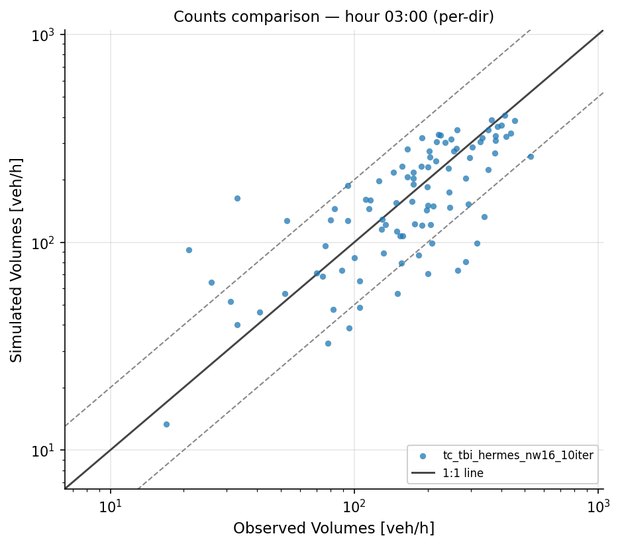 Counts comparison — hour 03:00 (per-dir)
Simulated Volumes [veh/h]
10³
10²
10¹
tc_tbi_hermes_nw16_10iter
1:1 line
10¹ 10² 10³
Observed Volumes [veh/h]